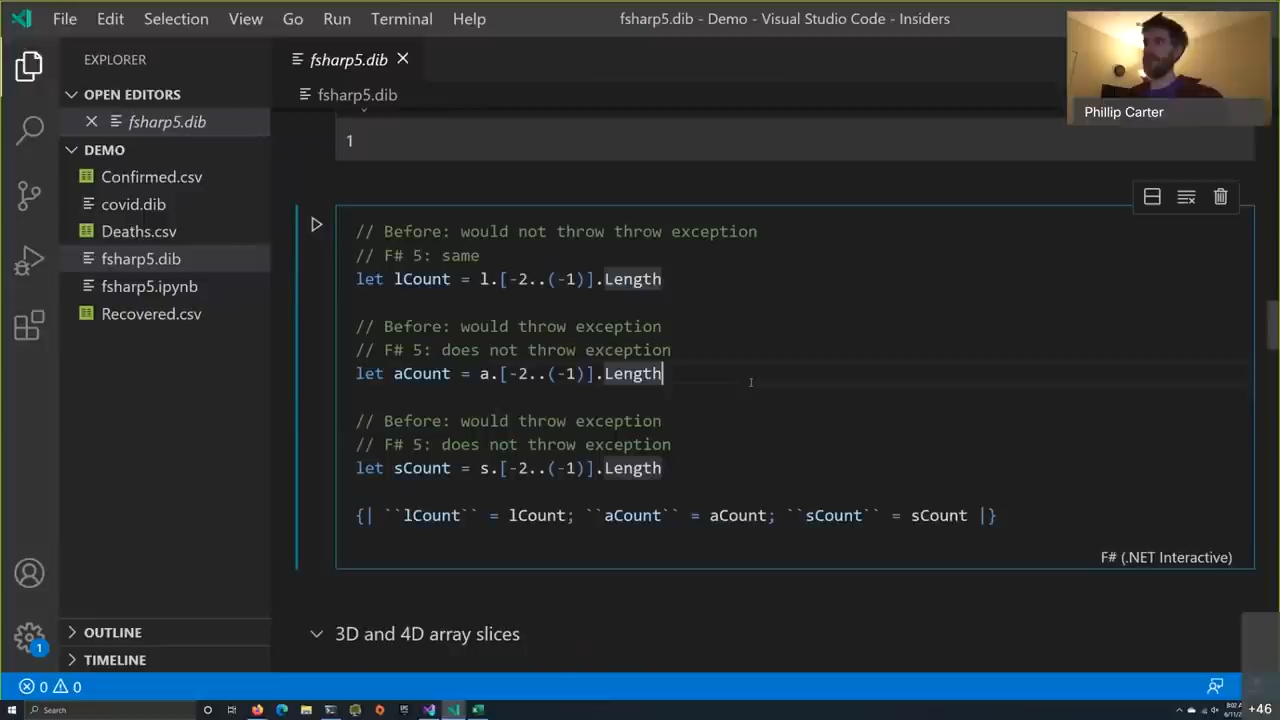 File Edit Selection View Go Run Terminal Help
fsharp5.dib - Demo - Visual Studio Code - Insiders
Phillip Carter
EXPLORER
OPEN EDITORS
fsharp5.dib
DEMO
Confirmed.csv
covid.dib
Deaths.csv
fsharp5.dib
fsharp5.ipynb
Recovered.csv
OUTLINE
TIMELINE
fsharp5.dib
fsharp5.dib
1
// Before: would not throw throw exception
// F# 5: same
let lCount = l.[-2..(-1)].Length
// Before: would throw exception
// F# 5: does not throw exception
let aCount = a.[-2..(-1)].Length
// Before: would throw exception
// F# 5: does not throw exception
let sCount = s.[-2..(-1)].Length
{| ``lCount`` = lCount; ``aCount`` = aCount; ``sCount`` = sCount |}
F# (.NET Interactive)
3D and 4D array slices
1
0 0
Search
+46